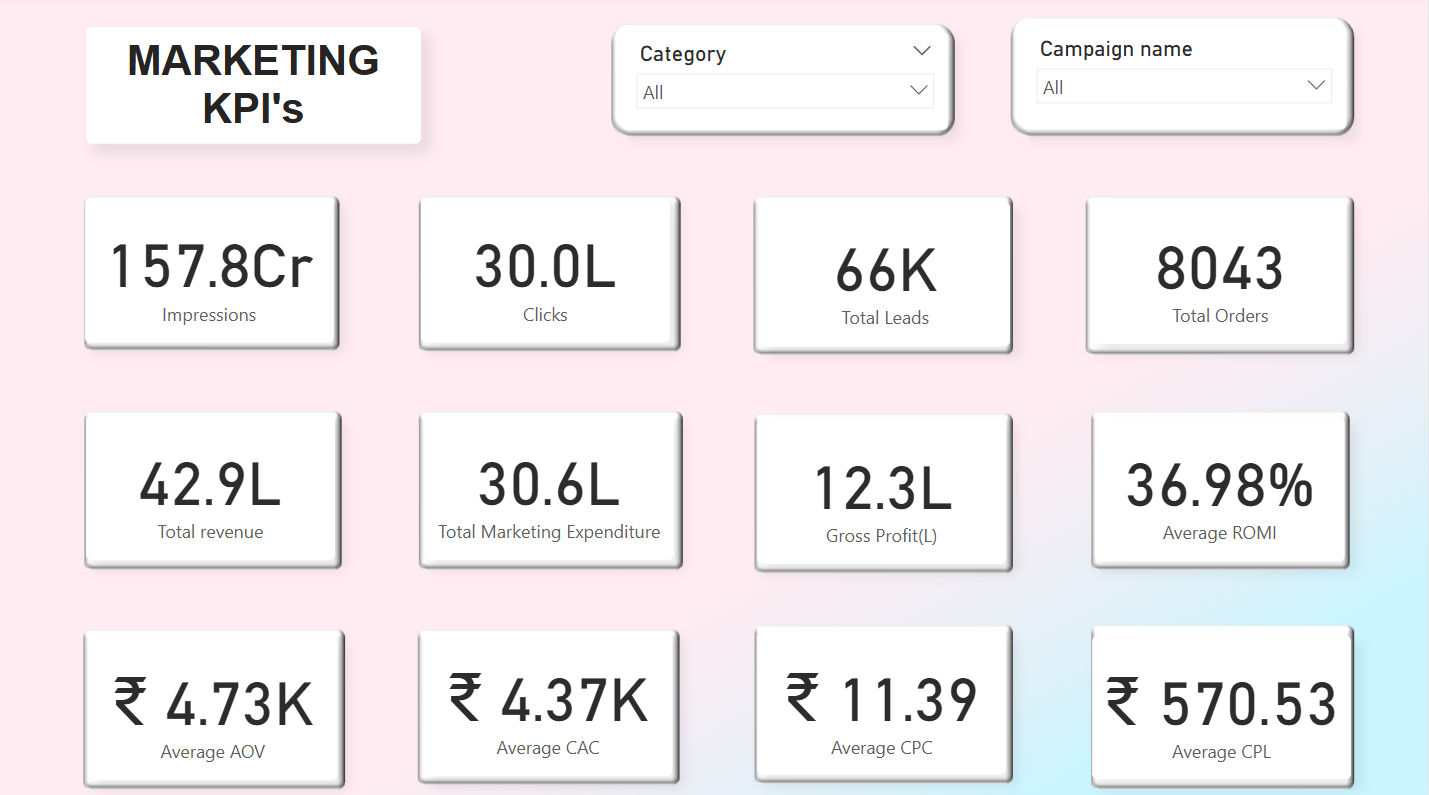 MARKETING
KPI's
Category
All
Campaign name
All
157.8Cr
Impressions
30.0L
Clicks
66K
Total Leads
8043
Total Orders
42.9L
Total revenue
30.6L
Total Marketing Expenditure
12.3L
Gross Profit(L)
36.98%
Average ROMI
₹ 4.73K
Average AOV
₹ 4.37K
Average CAC
₹ 11.39
Average CPC
₹ 570.53
Average CPL